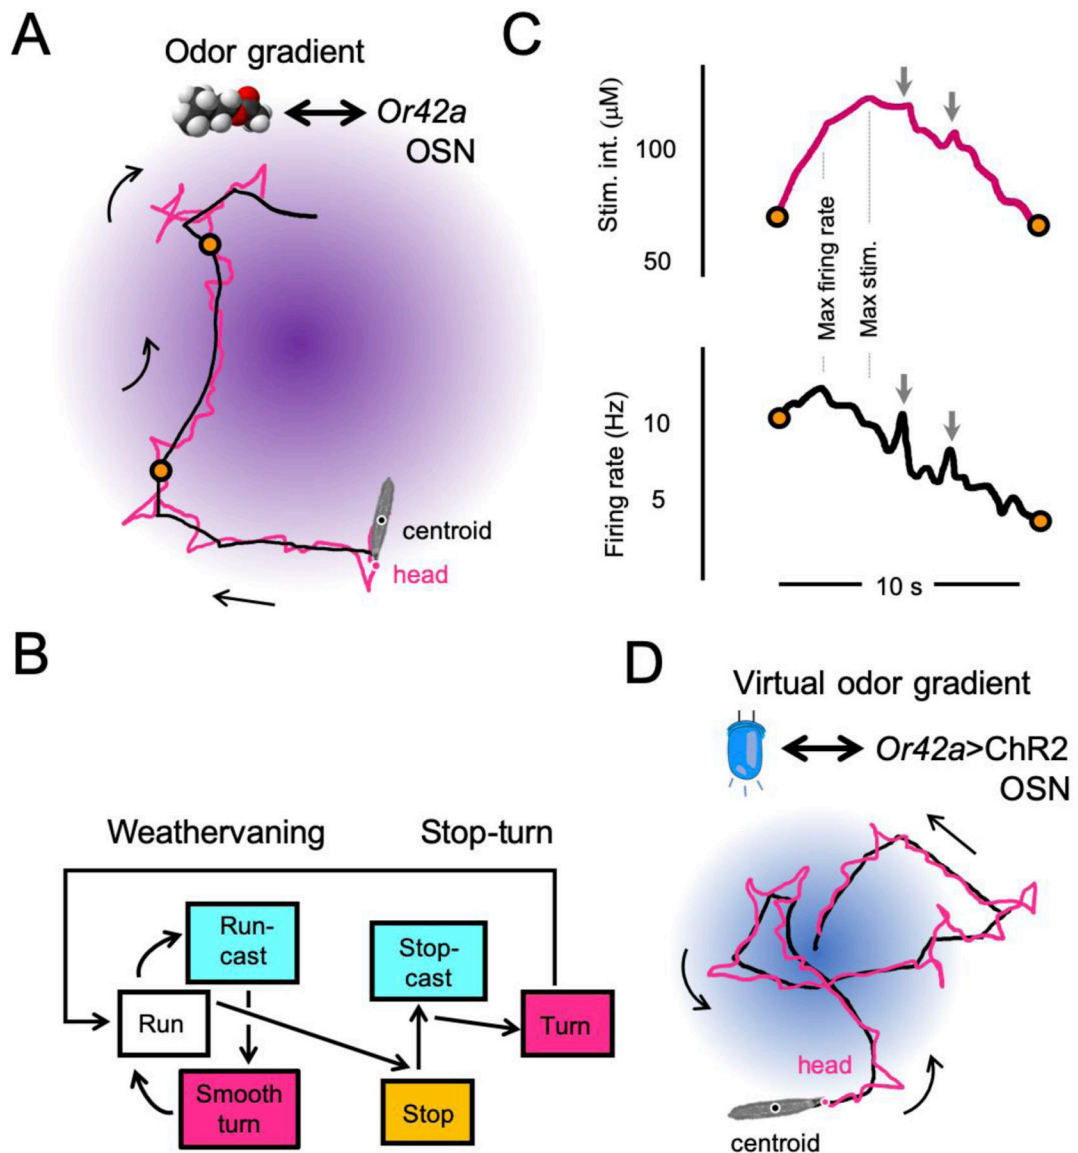 A
Odor gradient
Or42a
OSN
centroid
head
B
Weathervaning
Stop-turn
Run-
cast
Stop-
cast
Run
Turn
Smooth
turn
Stop
C
Stim. int. (μM)
100
50
Max firing rate
Max stim.
Firing rate (Hz)
10
5
10 s
D
Virtual odor gradient
Or42a>ChR2
OSN
head
centroid